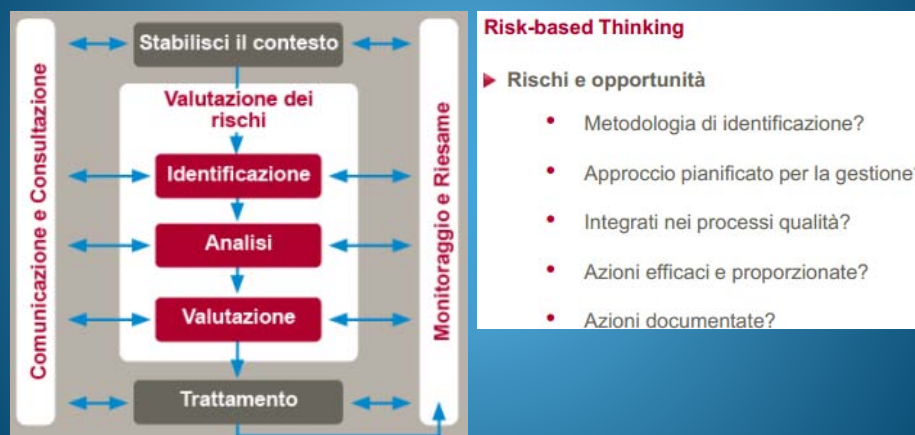 Comunicazione e Consultazione
Stabilisci il contesto
Valutazione dei
rischi
Identificazione
Analisi
Valutazione
Trattamento
Monitoraggio e Riesame
Risk-based Thinking
Rischi e opportunità
• Metodologia di identificazione?
• Approccio pianificato per la gestione?
• Integrati nei processi qualità?
• Azioni efficaci e proporzionate?
• Azioni documentate?